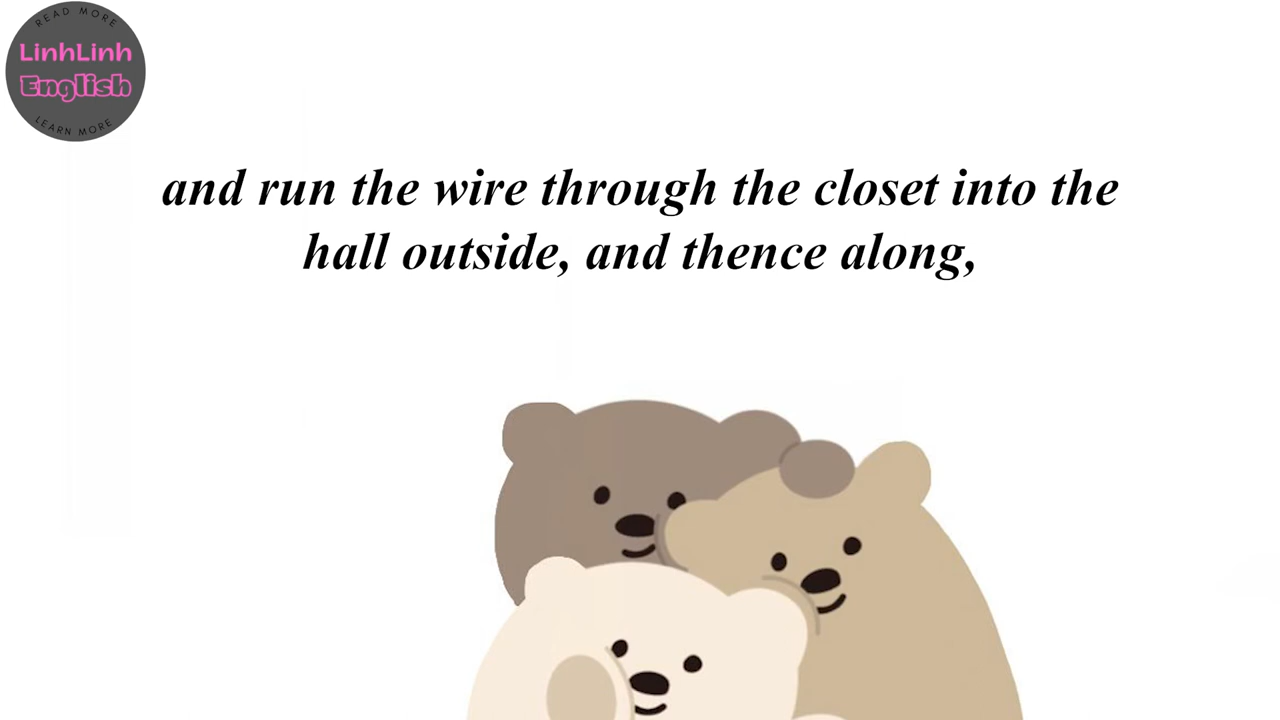 READ MORE
LinhLinh
English
LEARN MORE
and run the wire through the closet into the
hall outside, and thence along,